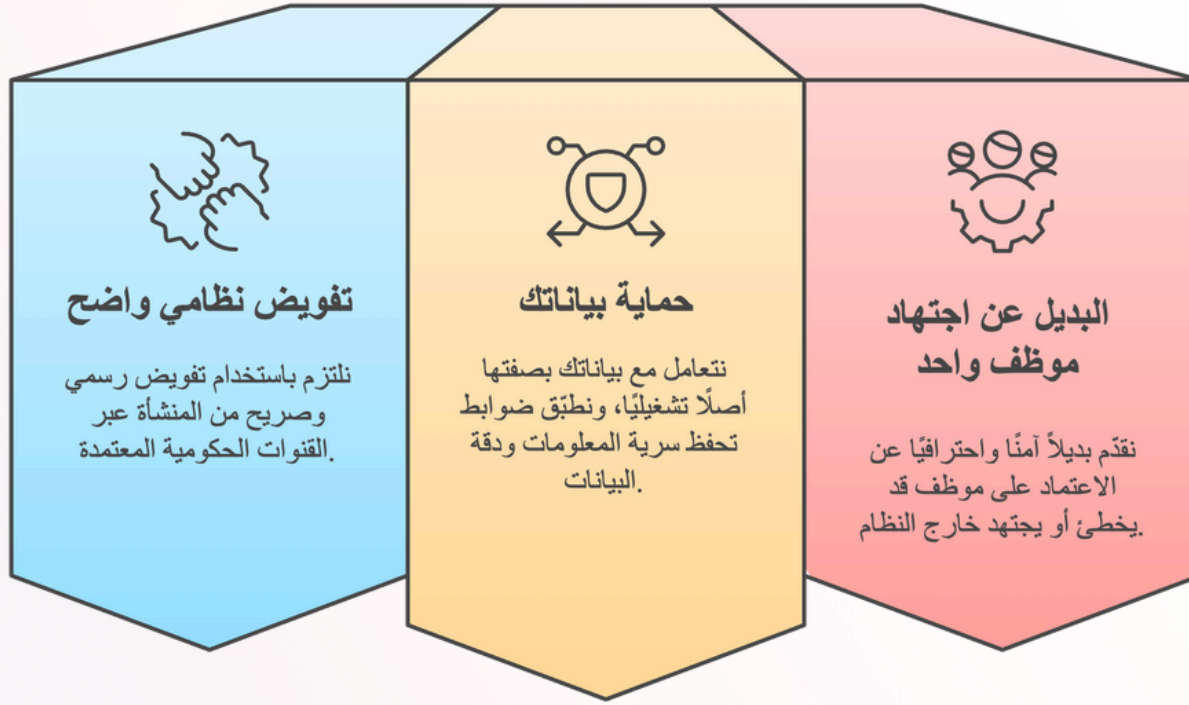 البديل عن اجتهاد
موظف واحد
نقدّم بديلاً آمنًا واحترافيًا عن
الاعتماد على موظف قد
يخطئ أو يجتهد خارج النظام.
حماية بياناتك
نتعامل مع بياناتك بصفتها
أصلًا تشغيليًا، ونطبّق ضوابط
تحفظ سرية المعلومات ودقة
البيانات.
تفويض نظامي واضح
نلتزم باستخدام تفويض رسمي
وصريح من المنشأة عبر
القنوات الحكومية المعتمدة.